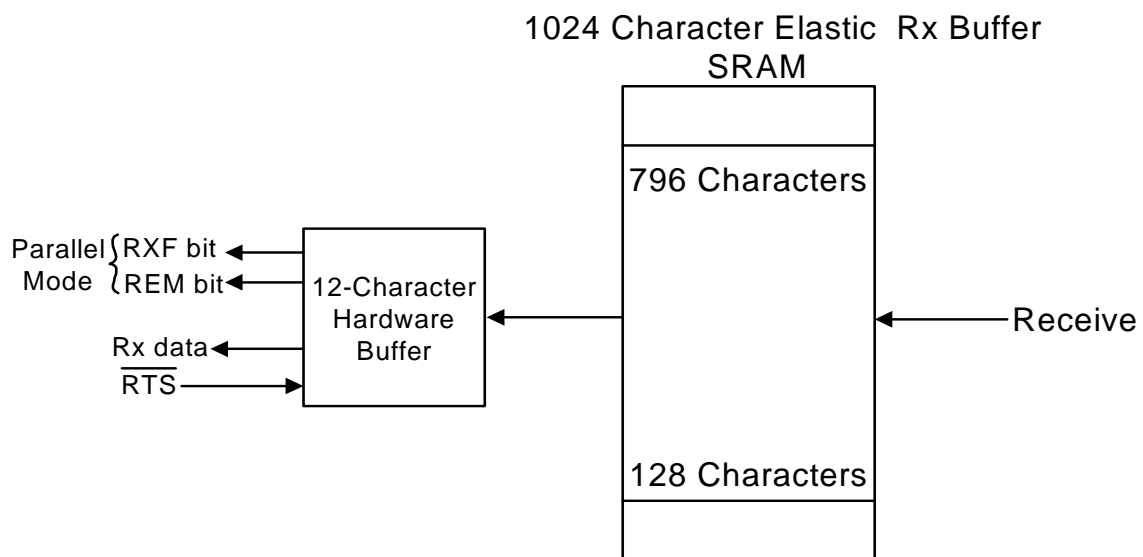 1024 Character Elastic Rx Buffer
SRAM
796 Characters
128 Characters
Parallel
Mode
RXF bit
REM bit
Rx data
RTS
12-Character
Hardware
Buffer
Receive